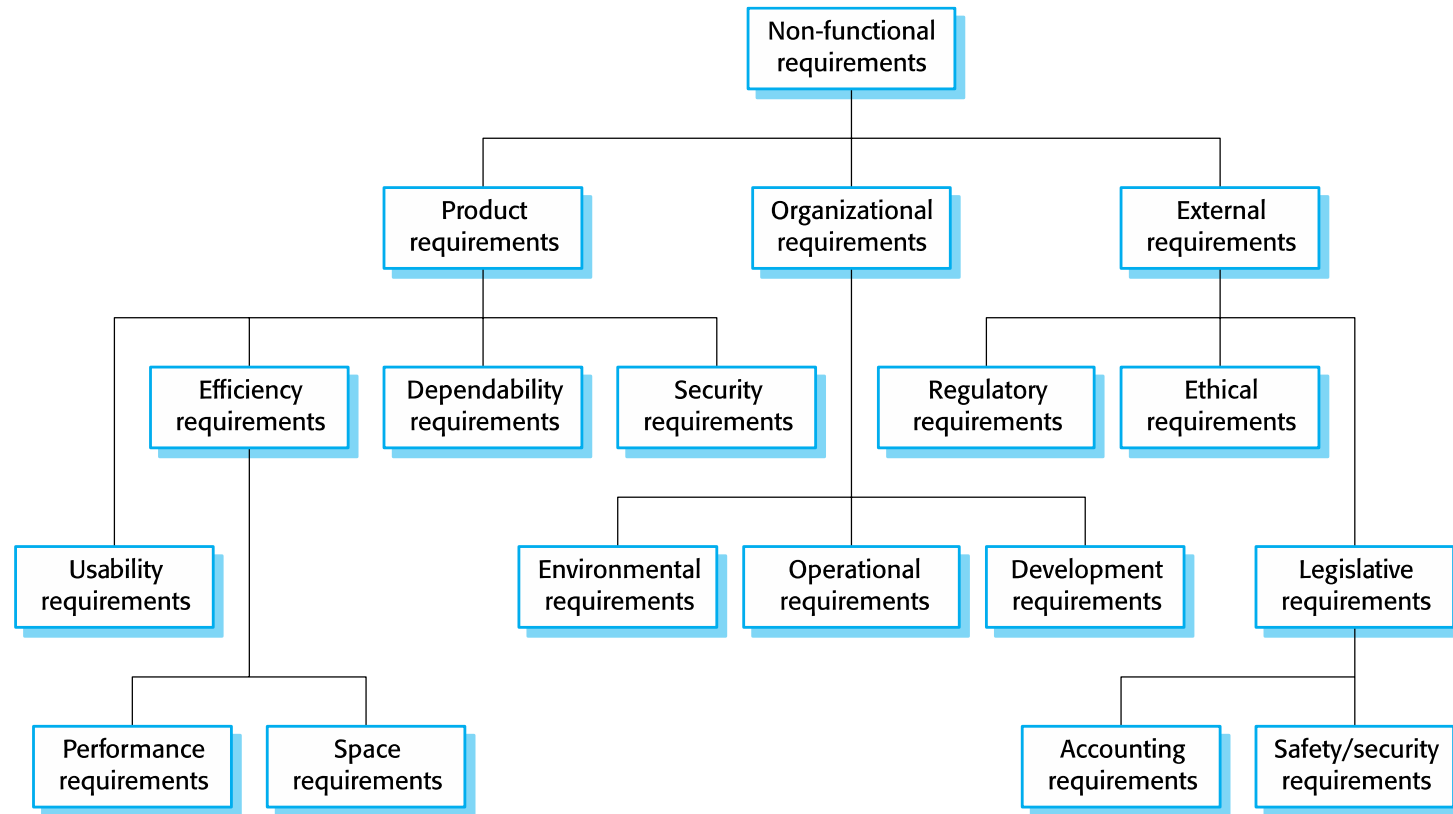 Non-functional
requirements
Product
requirements
Organizational
requirements
External
requirements
Efficiency
requirements
Dependability
requirements
Security
requirements
Regulatory
requirements
Ethical
requirements
Usability
requirements
Environmental
requirements
Operational
requirements
Development
requirements
Legislative
requirements
Performance
requirements
Space
requirements
Accounting
requirements
Safety/security
requirements